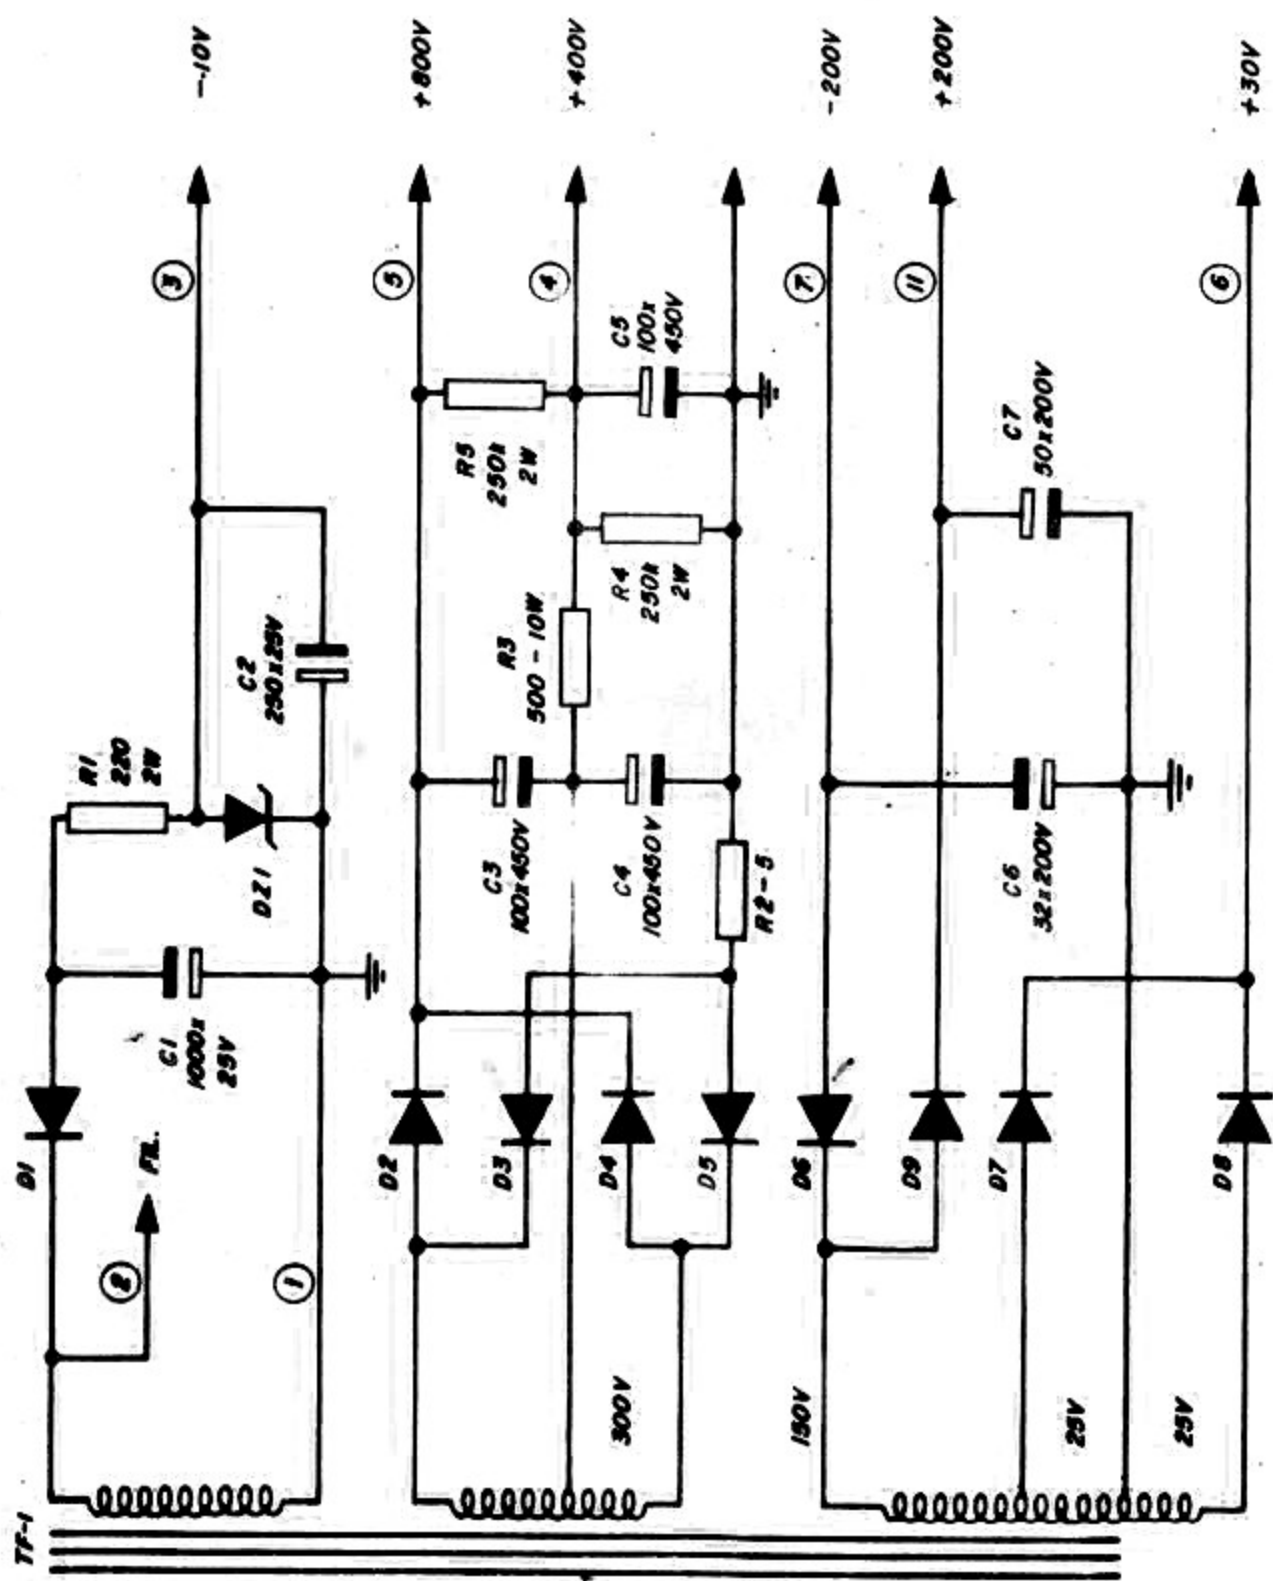 TF-1
D1
2
FIL.
C1
1000x
25V
R1
220
2W
DZ1
C2
250x25V
1
3
-10V
300V
D2
D3
D4
D5
C3
100x450V
C4
100x450V
R2-5
R3
500-10W
R4
250k
2W
R5
250k
2W
C5
100x
450V
5
+800V
4
+400V
150V
25V
25V
D6
D9
D7
D8
C6
32x200V
C7
50x200V
7
-200V
11
+200V
6
+30V